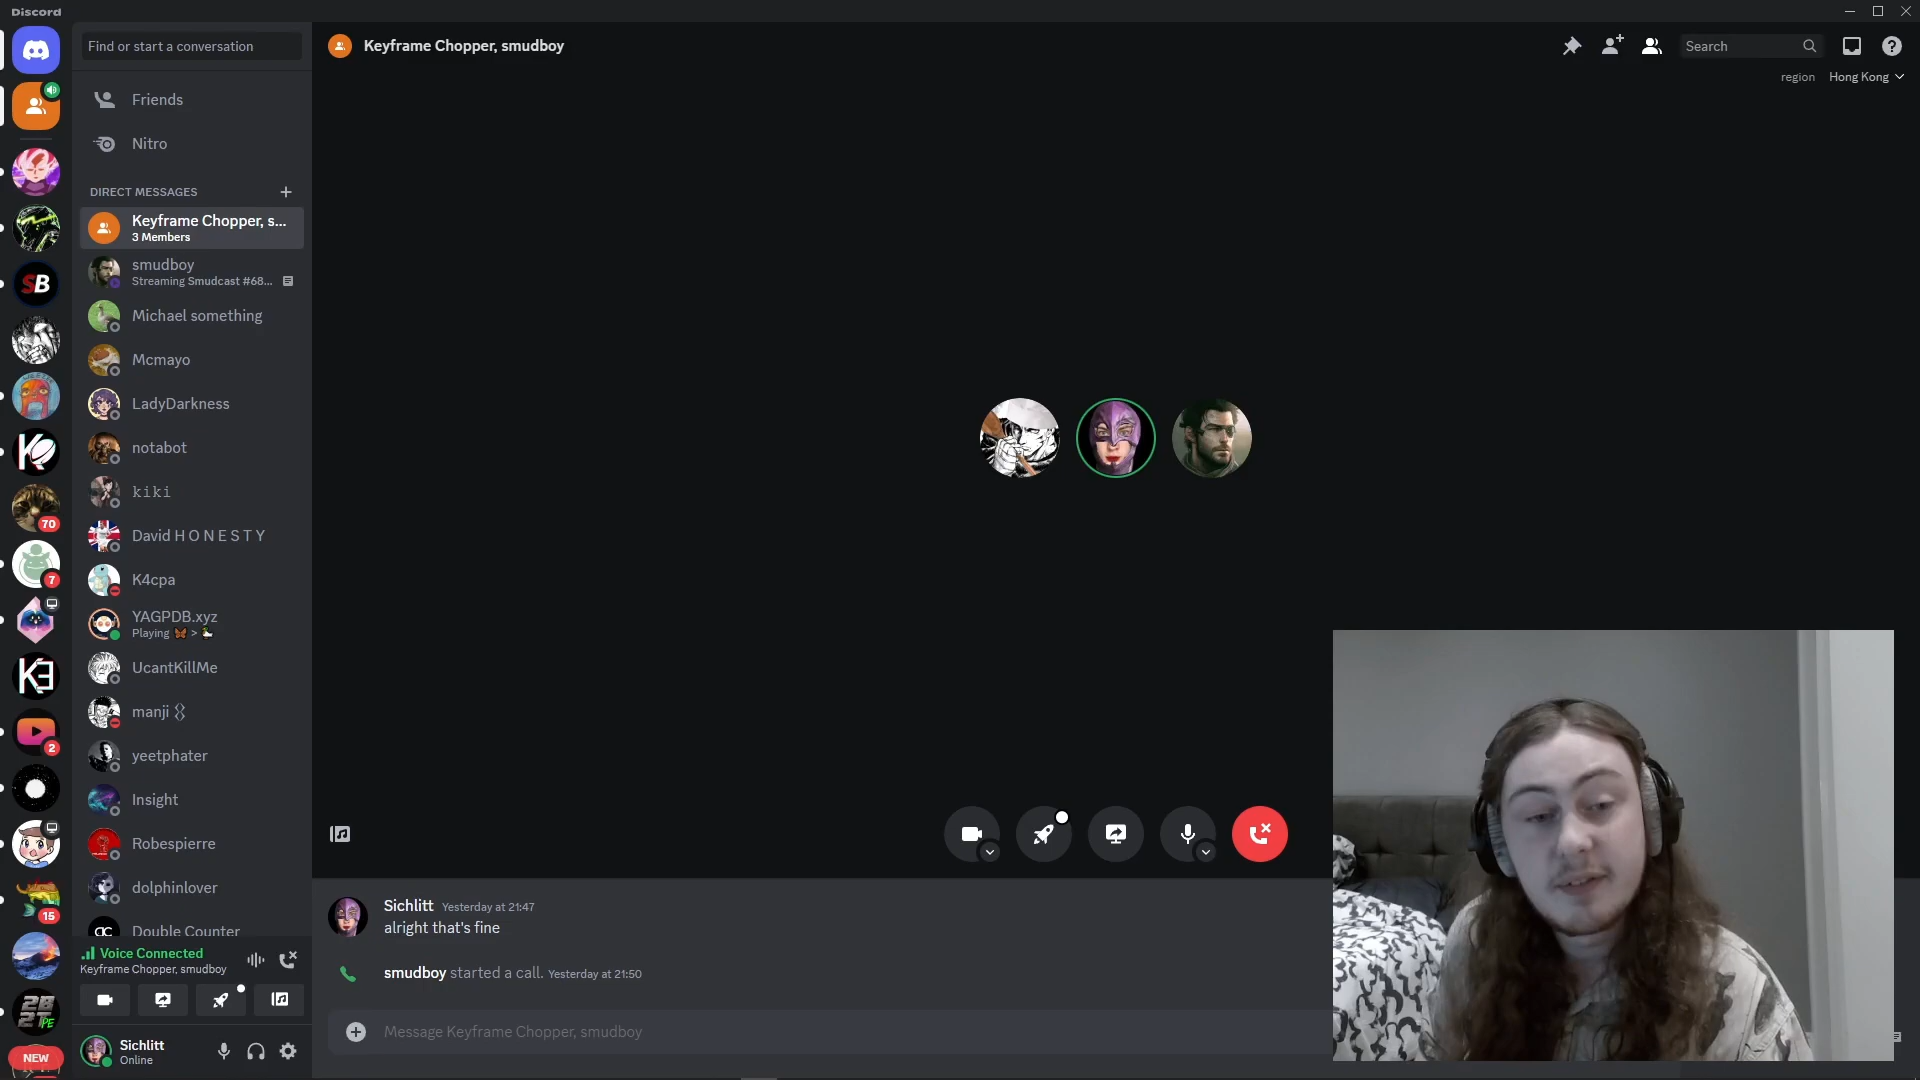 Discord
Find or start a conversation
Friends
Nitro
DIRECT MESSAGES
Keyframe Chopper, s...
3 Members
smudboy
Streaming Smudcast #68...
Michael something
Mcmayo
LadyDarkness
notabot
kiki
David H O N E S T Y
K4cpa
YAGPDB.xyz
Playing 🦋 > 🦆
UcantKillMe
manji
yeetphater
Insight
Robespierre
dolphinlover
Double Counter
Voice Connected
Keyframe Chopper, smudboy
Sichlitt
Online
SB
70
7
K3
2
15
NEW
Keyframe Chopper, smudboy
Search
region Hong Kong
Sichlitt Yesterday at 21:47
alright that's fine
smudboy started a call. Yesterday at 21:50
Message Keyframe Chopper, smudboy